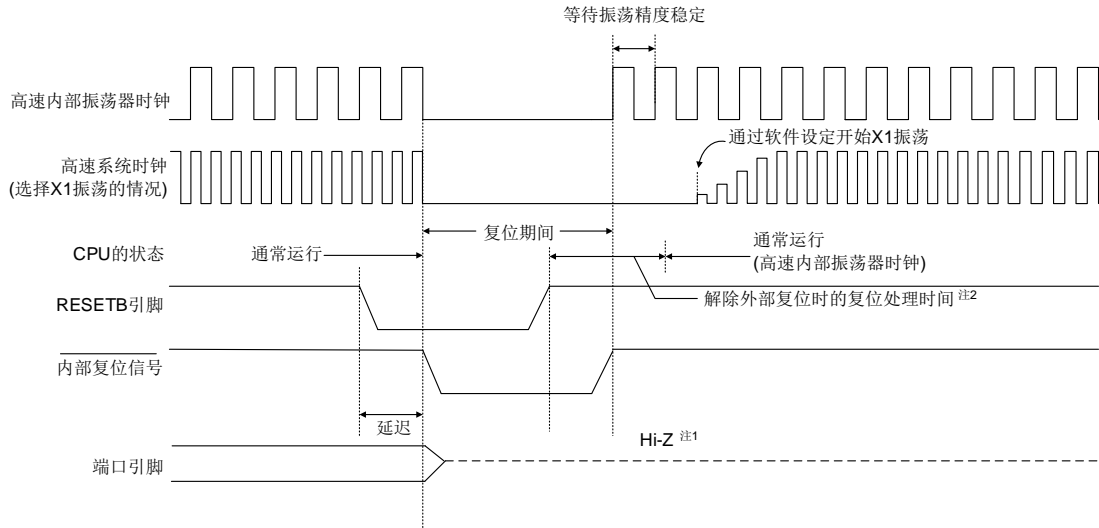 等待振荡精度稳定
高速内部振荡器时钟
通过软件设定开始X1振荡
高速系统时钟
(选择X1振荡的情况)
复位期间
CPU的状态
通常运行
通常运行
(高速内部振荡器时钟)
RESETB引脚
解除外部复位时的复位处理时间 注2
内部复位信号
延迟
Hi-Z 注1
端口引脚